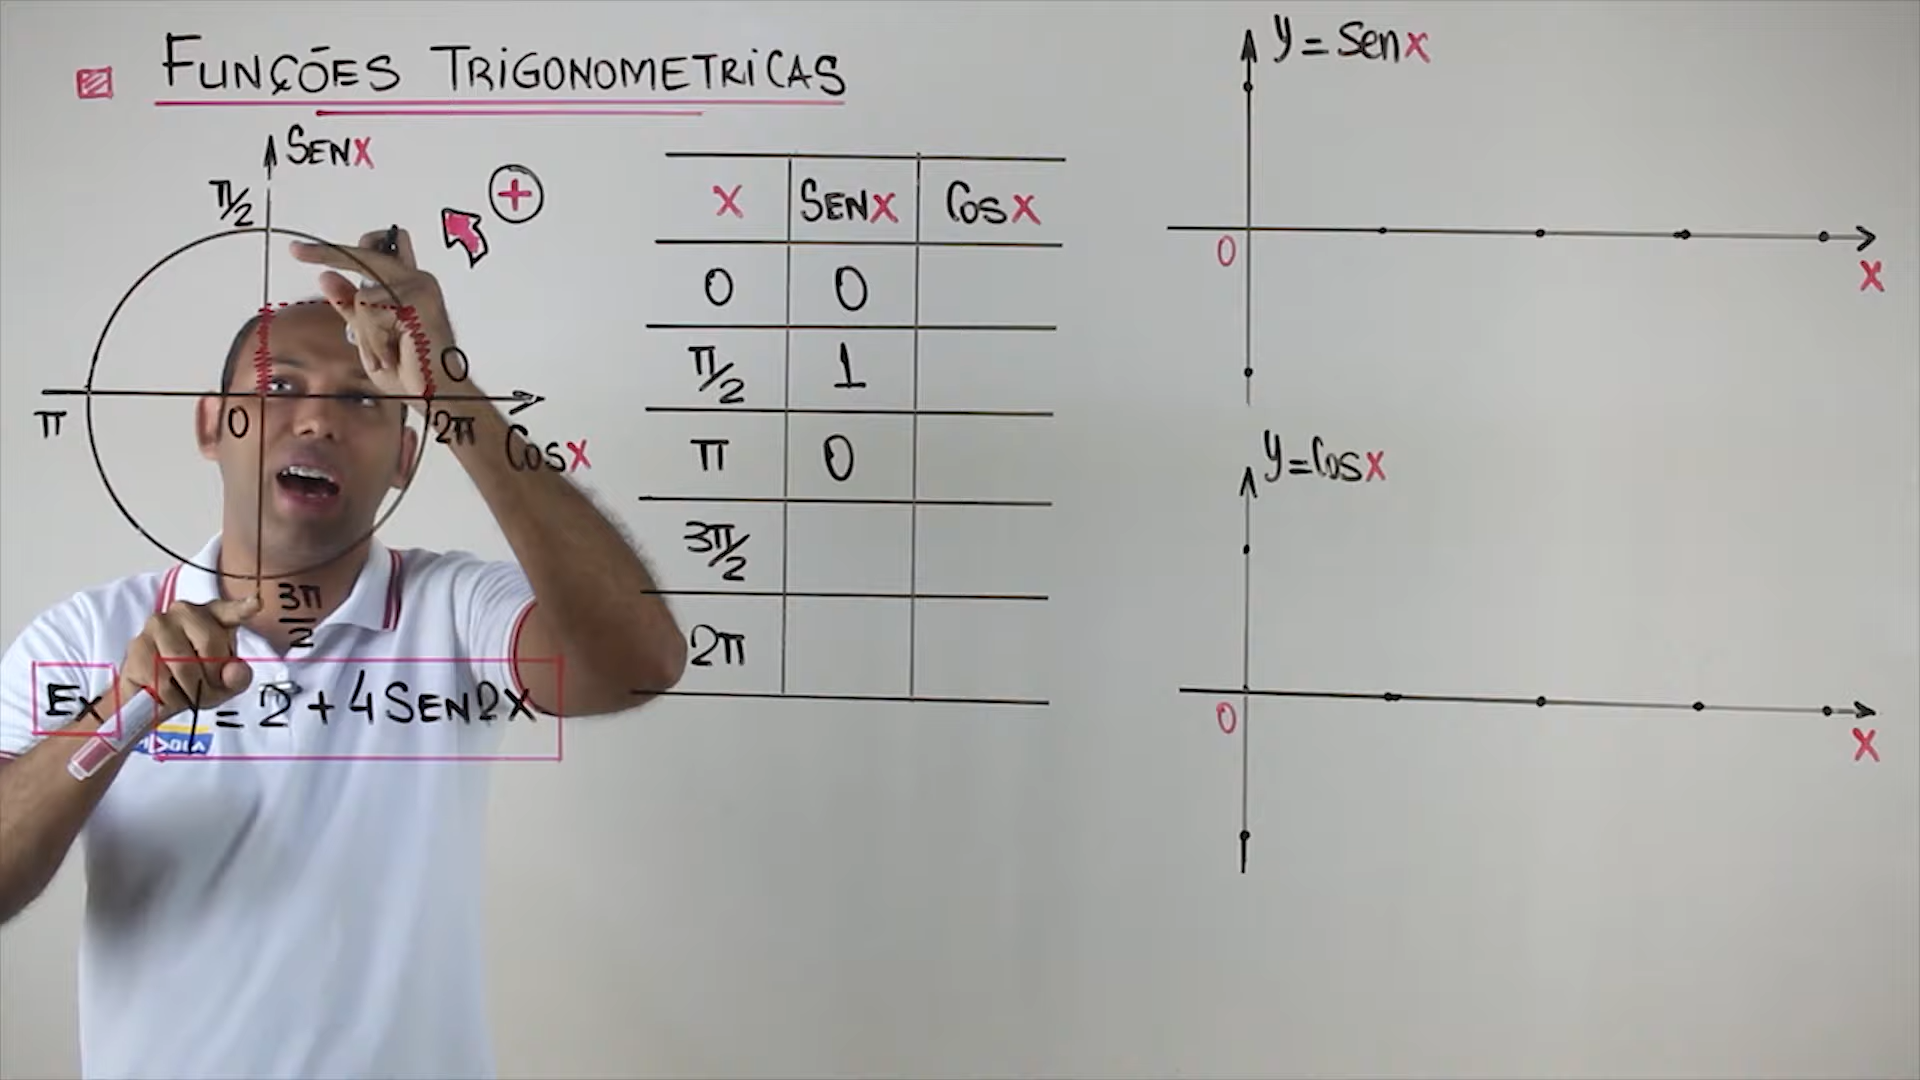 FUNÇÕES TRIGONOMETRICAS
SENX
π/2
+
0
π
0
2π
COSX
3π/2
EX
Y = 2 + 4 SEN2X
X SENX COSX
0 0
π/2 1
π 0
3π/2
2π
y = Senx
0
X
y = Cosx
0
X